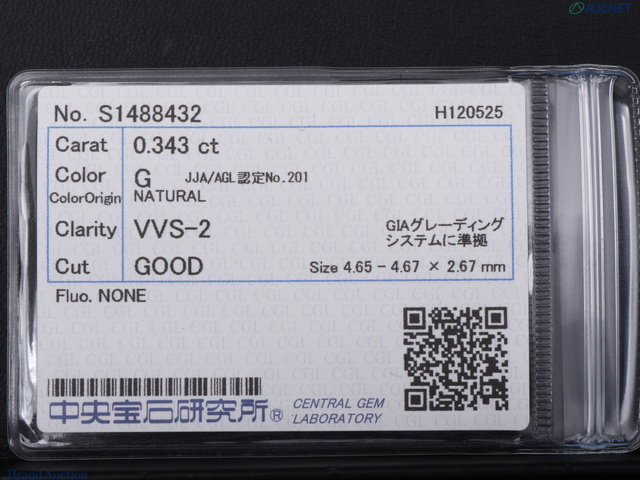 AUCNET
No. S1488432 H120525
Carat 0.343 ct
Color G JJA/AGL認定No.201
ColorOrigin NATURAL
Clarity VVS-2 GIAグレーディング
システムに準拠
Cut GOOD Size 4.65 - 4.67 × 2.67 mm
Fluo. NONE
中央宝石研究所® CENTRAL GEM
LABORATORY
BrandAuction